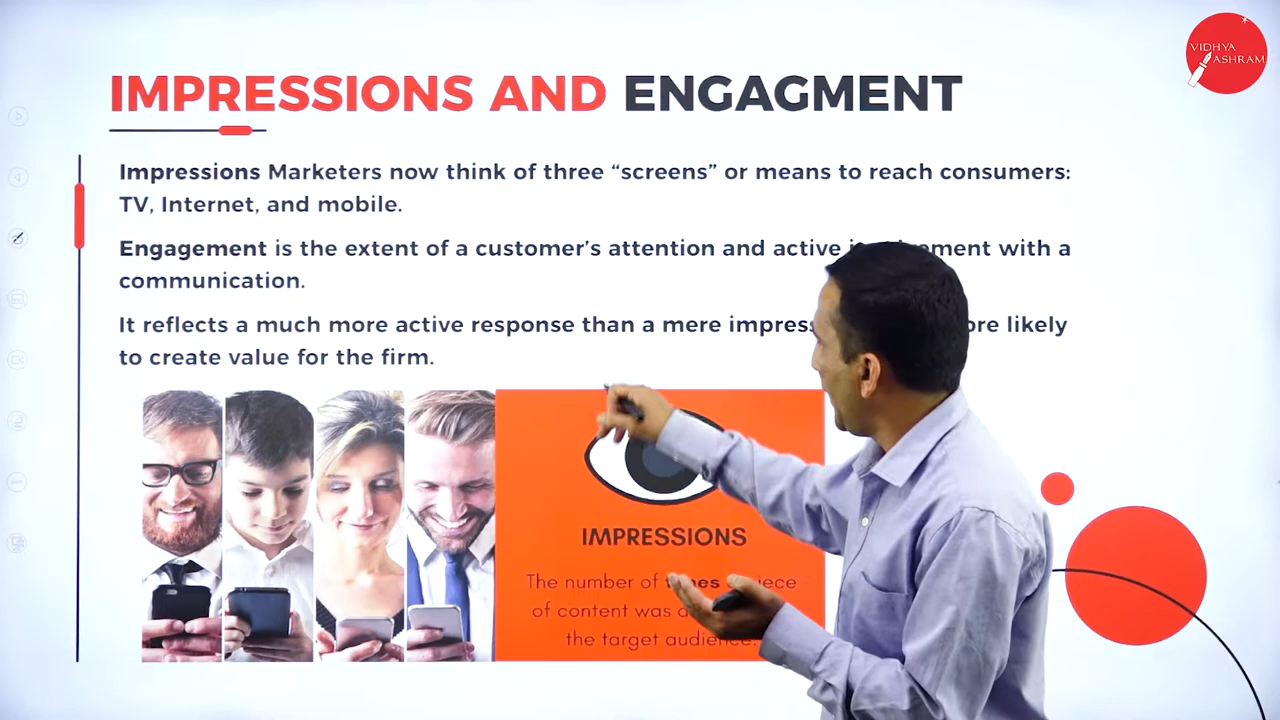 VIDHYA
ASHRAM
IMPRESSIONS AND ENGAGMENT
Impressions Marketers now think of three “screens” or means to reach consumers:
TV, Internet, and mobile.
Engagement is the extent of a customer’s attention and active with a
communication.
It reflects a much more active response than a mere likely
to create value for the firm.
IMPRESSIONS
The number of
of content was
the target audience.